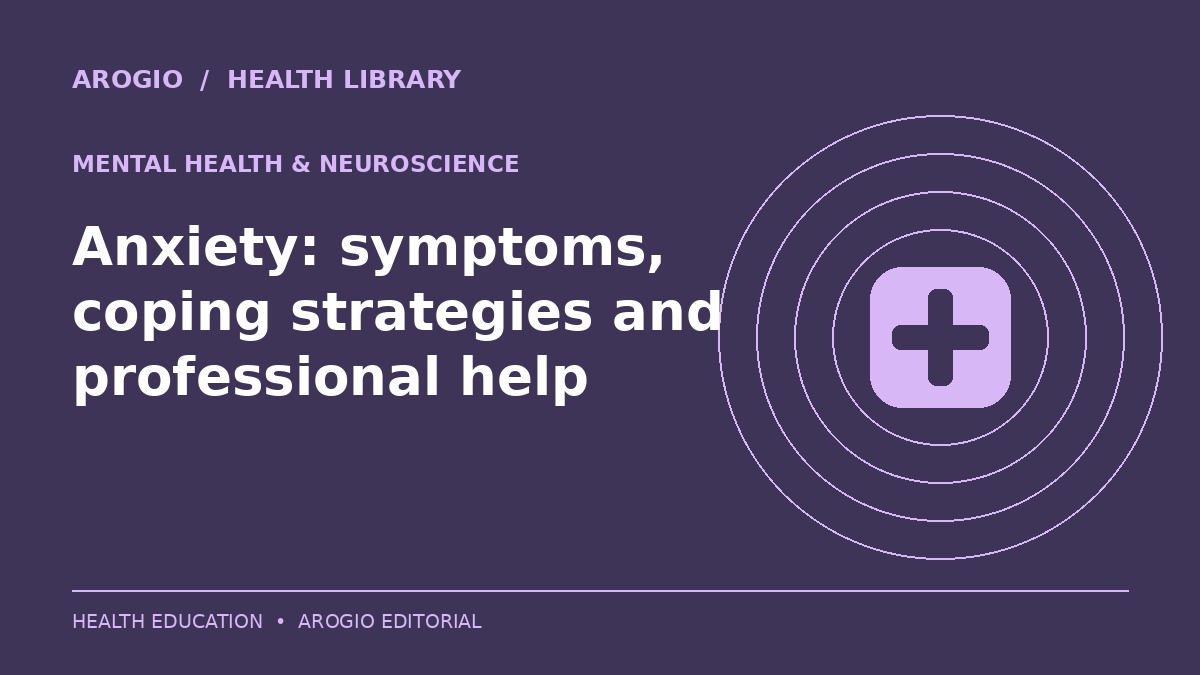 AROGIO / HEALTH LIBRARY
MENTAL HEALTH & NEUROSCIENCE
Anxiety: symptoms,
coping strategies and
professional help
HEALTH EDUCATION • AROGIO EDITORIAL